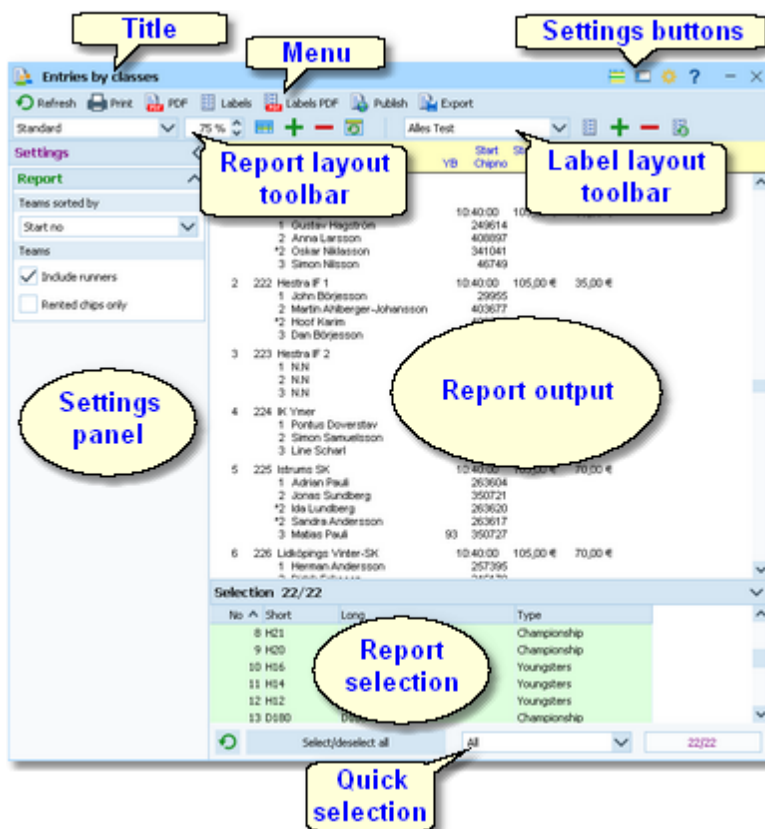 Title
Menu
Settings buttons
Entries by classes
Refresh Print PDF Labels Labels PDF Publish Export
Standard 75 % Alles Test
Settings
Report layout toolbar
Label layout toolbar
YB Start Chipno
Report
Teams sorted by
Start no
Teams
Include runners
Rented chips only
10:40:00
1 Gustav Hagström 249614
2 Anna Larsson 408897
*2 Oskar Niklasson 341041
3 Simon Nilsson 46749
2 222 Hestra IF 1 10:40:00 105,00 € 35,00 €
1 John Börjesson 29955
2 Martin Ahlberger-Johansson 403677
*2 Hoof Karim
3 Dan Börjesson
3 223 Hestra IF 2
1 N.N
2 N.N
3 N.N
Settings panel
Report output
4 224 IK Ymer
1 Pontus Doverstav
2 Simon Samuelsson
3 Line Scharl
5 225 Istrums SK 10:40:00 105,00 € 70,00 €
1 Adrian Pauli 263604
2 Jonas Sundberg 350721
*2 Ida Lundberg 263620
*2 Sandra Andersson 263617
3 Matias Pauli 93 350727
6 226 Lidköpings Vinter-SK 10:40:00 105,00 € 70,00 €
1 Herman Andersson 257395
Selection 22/22
No Short Long Type
8 H21 Championship
9 H20 Championship
10 H16 Youngsters
11 H14 Youngsters
12 H12 Youngsters
13 D180 Championship
Report selection
Select/deselect all All 22/22
Quick selection